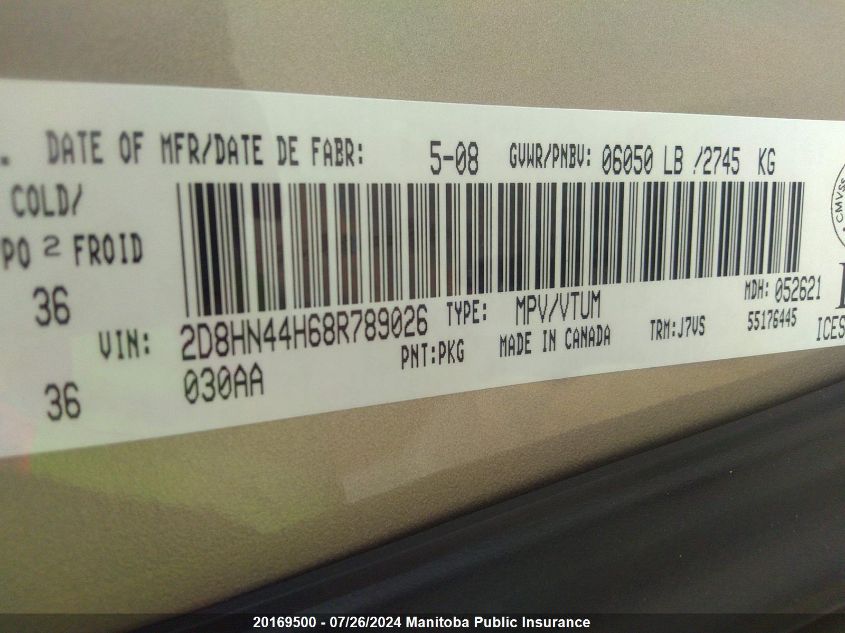 . DATE OF MFR/DATE DE FABR: 5-08 GVWR/PNBV: 06050 LB /2745 KG
COLD/
PO 2 FROID
36
VIN: 2D8HN44H68R789026 TYPE: MPV/VTUM MDH: 052621
PNT:PKG MADE IN CANADA TRM:J7VS 55176445
36 030AA
CMVSS
ICES
20169500 - 07/26/2024 Manitoba Public Insurance